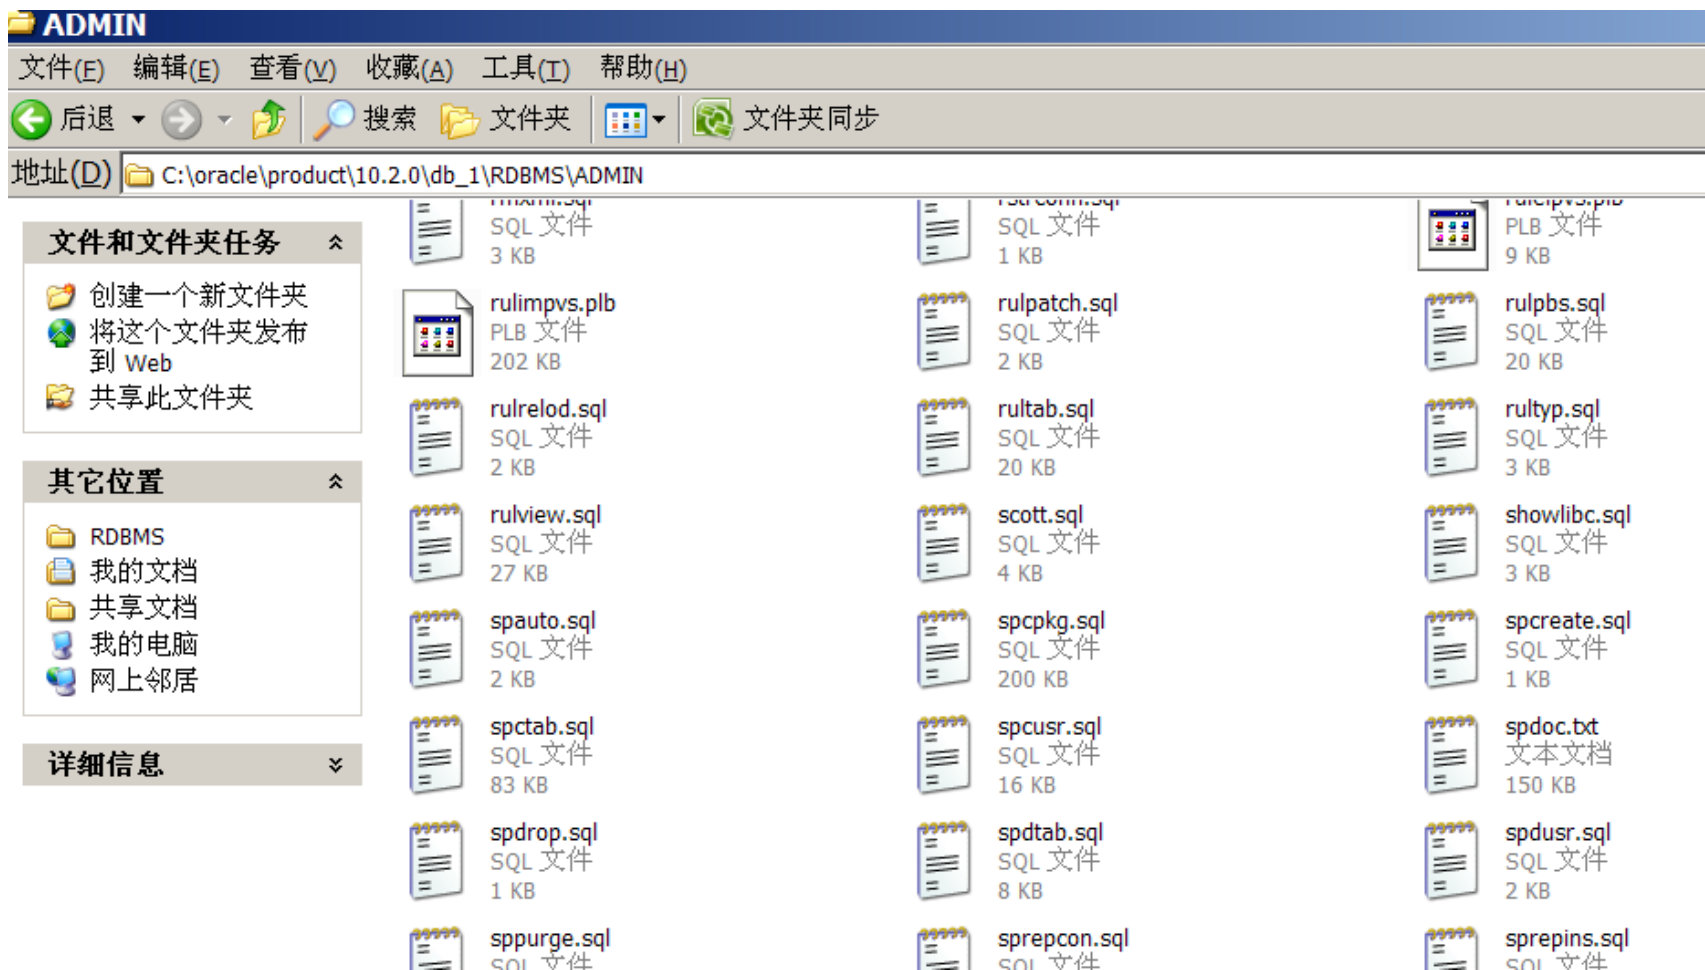 ADMIN
文件(F) 编辑(E) 查看(V) 收藏(A) 工具(T) 帮助(H)
后退 搜索 文件夹 文件夹同步
地址(D) C:\oracle\product\10.2.0\db_1\RDBMS\ADMIN
文件和文件夹任务
创建一个新文件夹
将这个文件夹发布
到 Web
共享此文件夹
其它位置
RDBMS
我的文档
共享文档
我的电脑
网上邻居
详细信息
SQL 文件
3 KB
SQL 文件
1 KB
PLB 文件
9 KB
rulimpvs.plb
PLB 文件
202 KB
rulpatch.sql
SQL 文件
2 KB
rulpbs.sql
SQL 文件
20 KB
rulrelod.sql
SQL 文件
2 KB
rultab.sql
SQL 文件
20 KB
rultyp.sql
SQL 文件
3 KB
rulview.sql
SQL 文件
27 KB
scott.sql
SQL 文件
4 KB
showlibc.sql
SQL 文件
3 KB
spauto.sql
SQL 文件
2 KB
spcpkg.sql
SQL 文件
200 KB
spcreate.sql
SQL 文件
1 KB
spctab.sql
SQL 文件
83 KB
spcusr.sql
SQL 文件
16 KB
spdoc.txt
文本文档
150 KB
spdrop.sql
SQL 文件
1 KB
spdtab.sql
SQL 文件
8 KB
spdusr.sql
SQL 文件
2 KB
sppurge.sql
SQL 文件
sprepcon.sql
SQL 文件
sprepins.sql
SQL 文件